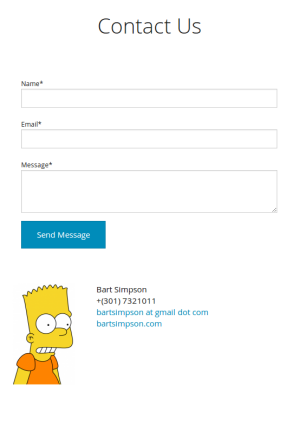 Contact Us
Name*
Email*
Message*
Send Message
Bart Simpson
+(301) 7321011
bartsimpson at gmail dot com
bartsimpson.com